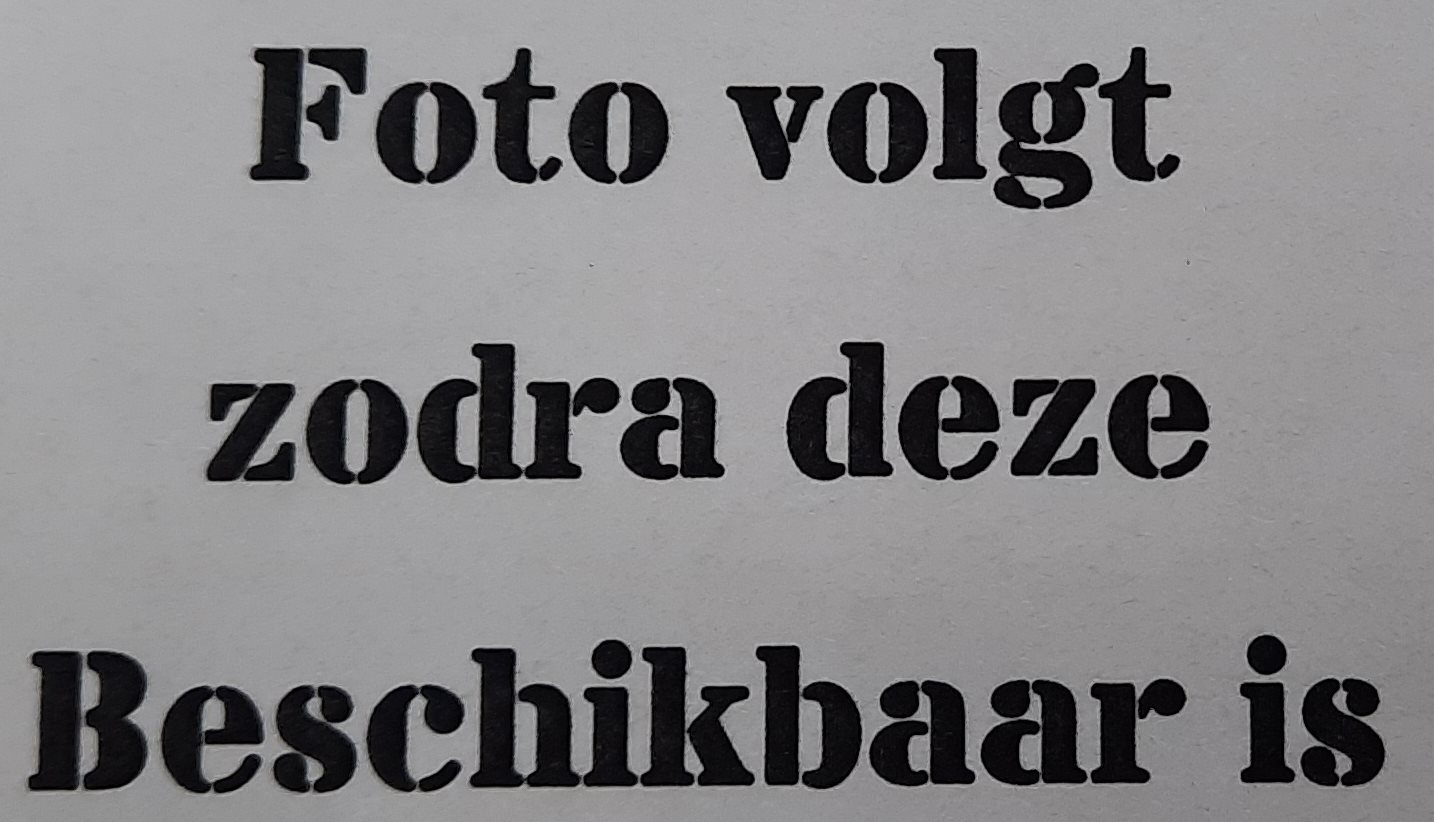 Foto volgt
zodra deze
Beschikbaar is